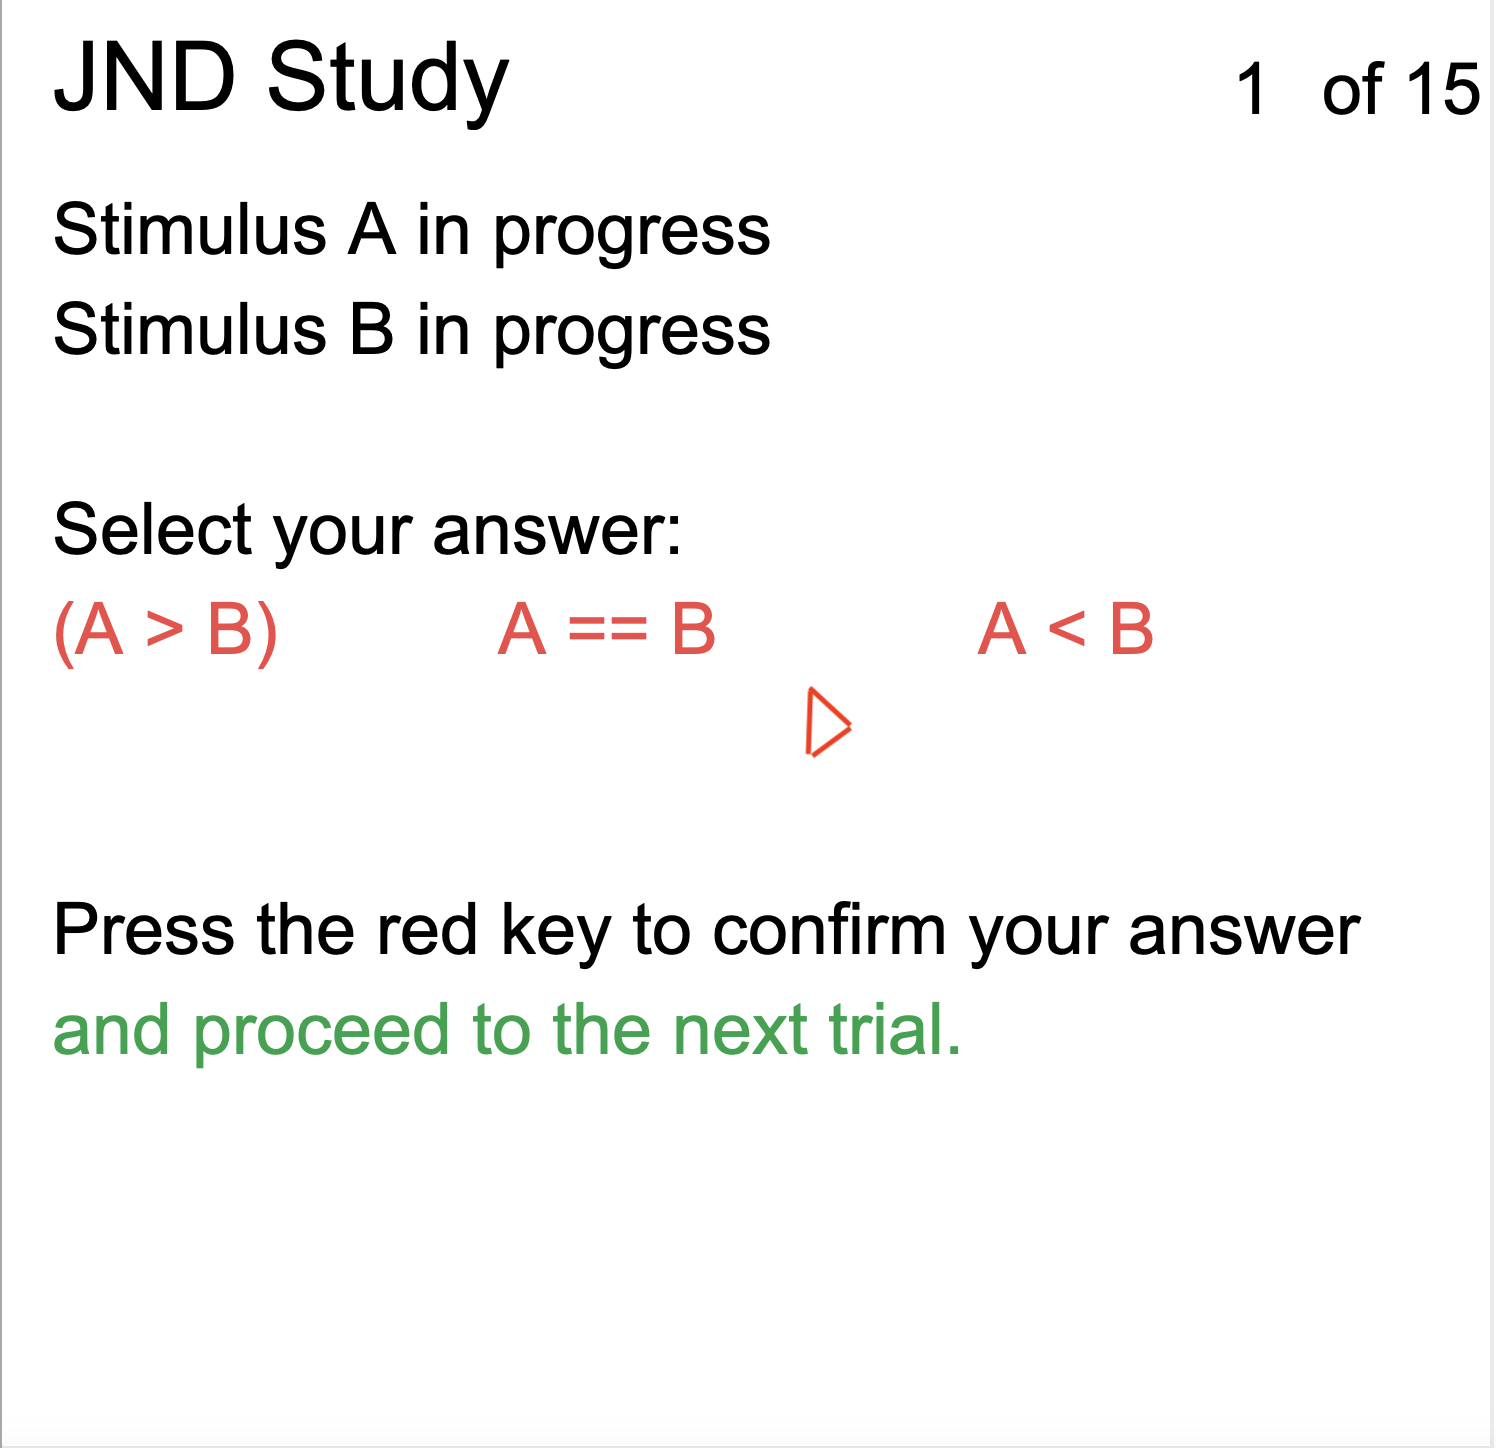 JND Study 1 of 15
Stimulus A in progress
Stimulus B in progress
Select your answer:
(A > B) A == B A < B
Press the red key to confirm your answer
and proceed to the next trial.